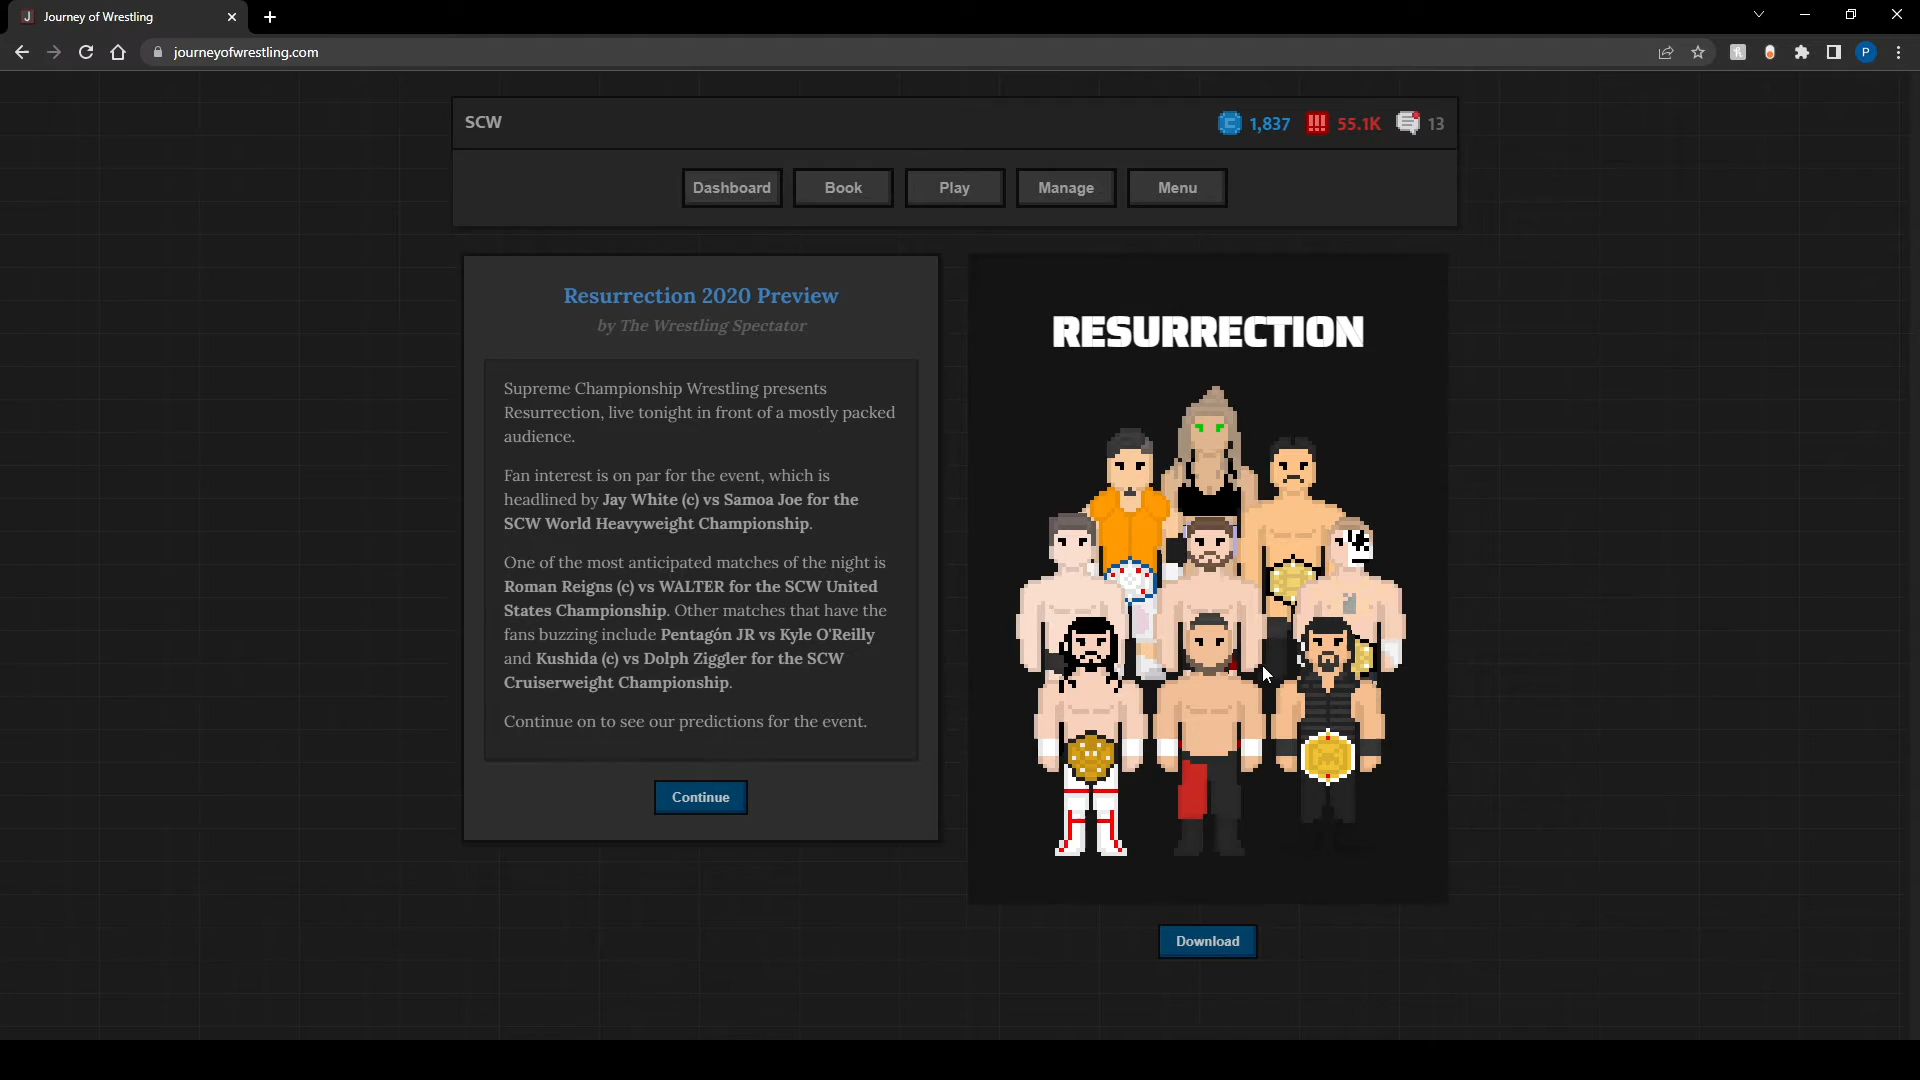 J Journey of Wrestling
journeyofwrestling.com
P
SCW
1,837
55.1K
13
Dashboard
Book
Play
Manage
Menu
Resurrection 2020 Preview
by The Wrestling Spectator
Supreme Championship Wrestling presents
Resurrection, live tonight in front of a mostly packed
audience.
Fan interest is on par for the event, which is
headlined by Jay White (c) vs Samoa Joe for the
SCW World Heavyweight Championship.
One of the most anticipated matches of the night is
Roman Reigns (c) vs WALTER for the SCW United
States Championship. Other matches that have the
fans buzzing include Pentagón JR vs Kyle O'Reilly
and Kushida (c) vs Dolph Ziggler for the SCW
Cruiserweight Championship.
Continue on to see our predictions for the event.
Continue
RESURRECTION
Download